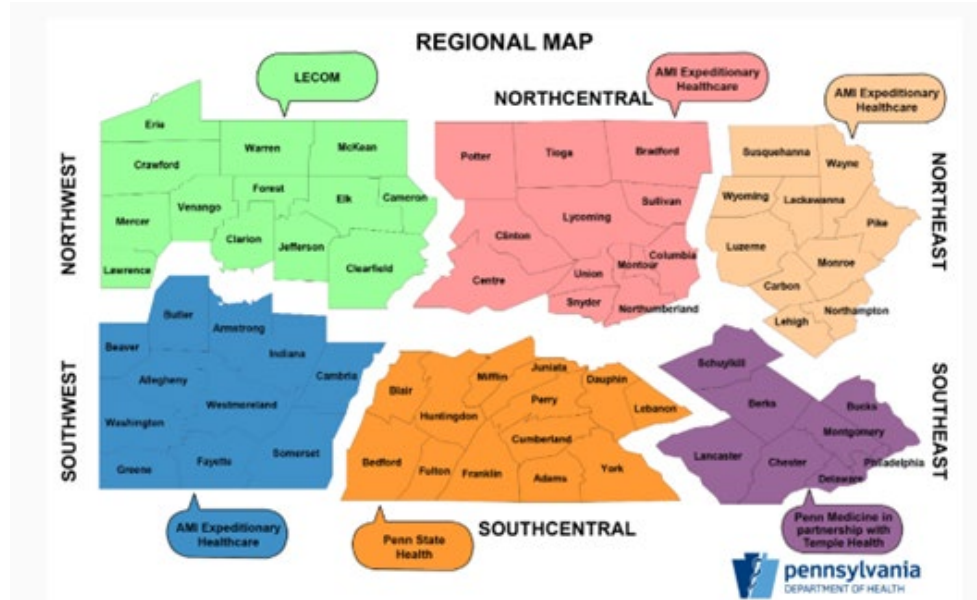 REGIONAL MAP
LECOM
NORTHCENTRAL
AMI Expeditionary
Healthcare
AMI Expeditionary
Healthcare
NORTHWEST
Erie
Crawford
Warren
McKean
Forest
Elk
Cameron
Mercer
Venango
Clarion
Jefferson
Clearfield
Lawrence
Potter
Tioga
Bradford
Sullivan
Lycoming
Clinton
Centre
Union
Montour
Columbia
Snyder
Northumberland
NORTHEAST
Susquehanna
Wayne
Wyoming
Lackawanna
Pike
Luzerne
Monroe
Carbon
Northampton
Lehigh
SOUTHWEST
Butler
Armstrong
Beaver
Indiana
Allegheny
Cambria
Westmoreland
Washington
Greene
Fayette
Somerset
AMI Expeditionary
Healthcare
Blair
Mifflin
Juniata
Dauphin
Huntingdon
Perry
Lebanon
Cumberland
Bedford
Fulton
Franklin
Adams
York
Penn State
Health
SOUTHCENTRAL
SOUTHEAST
Schuylkill
Berks
Bucks
Montgomery
Lancaster
Chester
Philadelphia
Delaware
Penn Medicine in
partnership with
Temple Health
pennsylvania
DEPARTMENT OF HEALTH